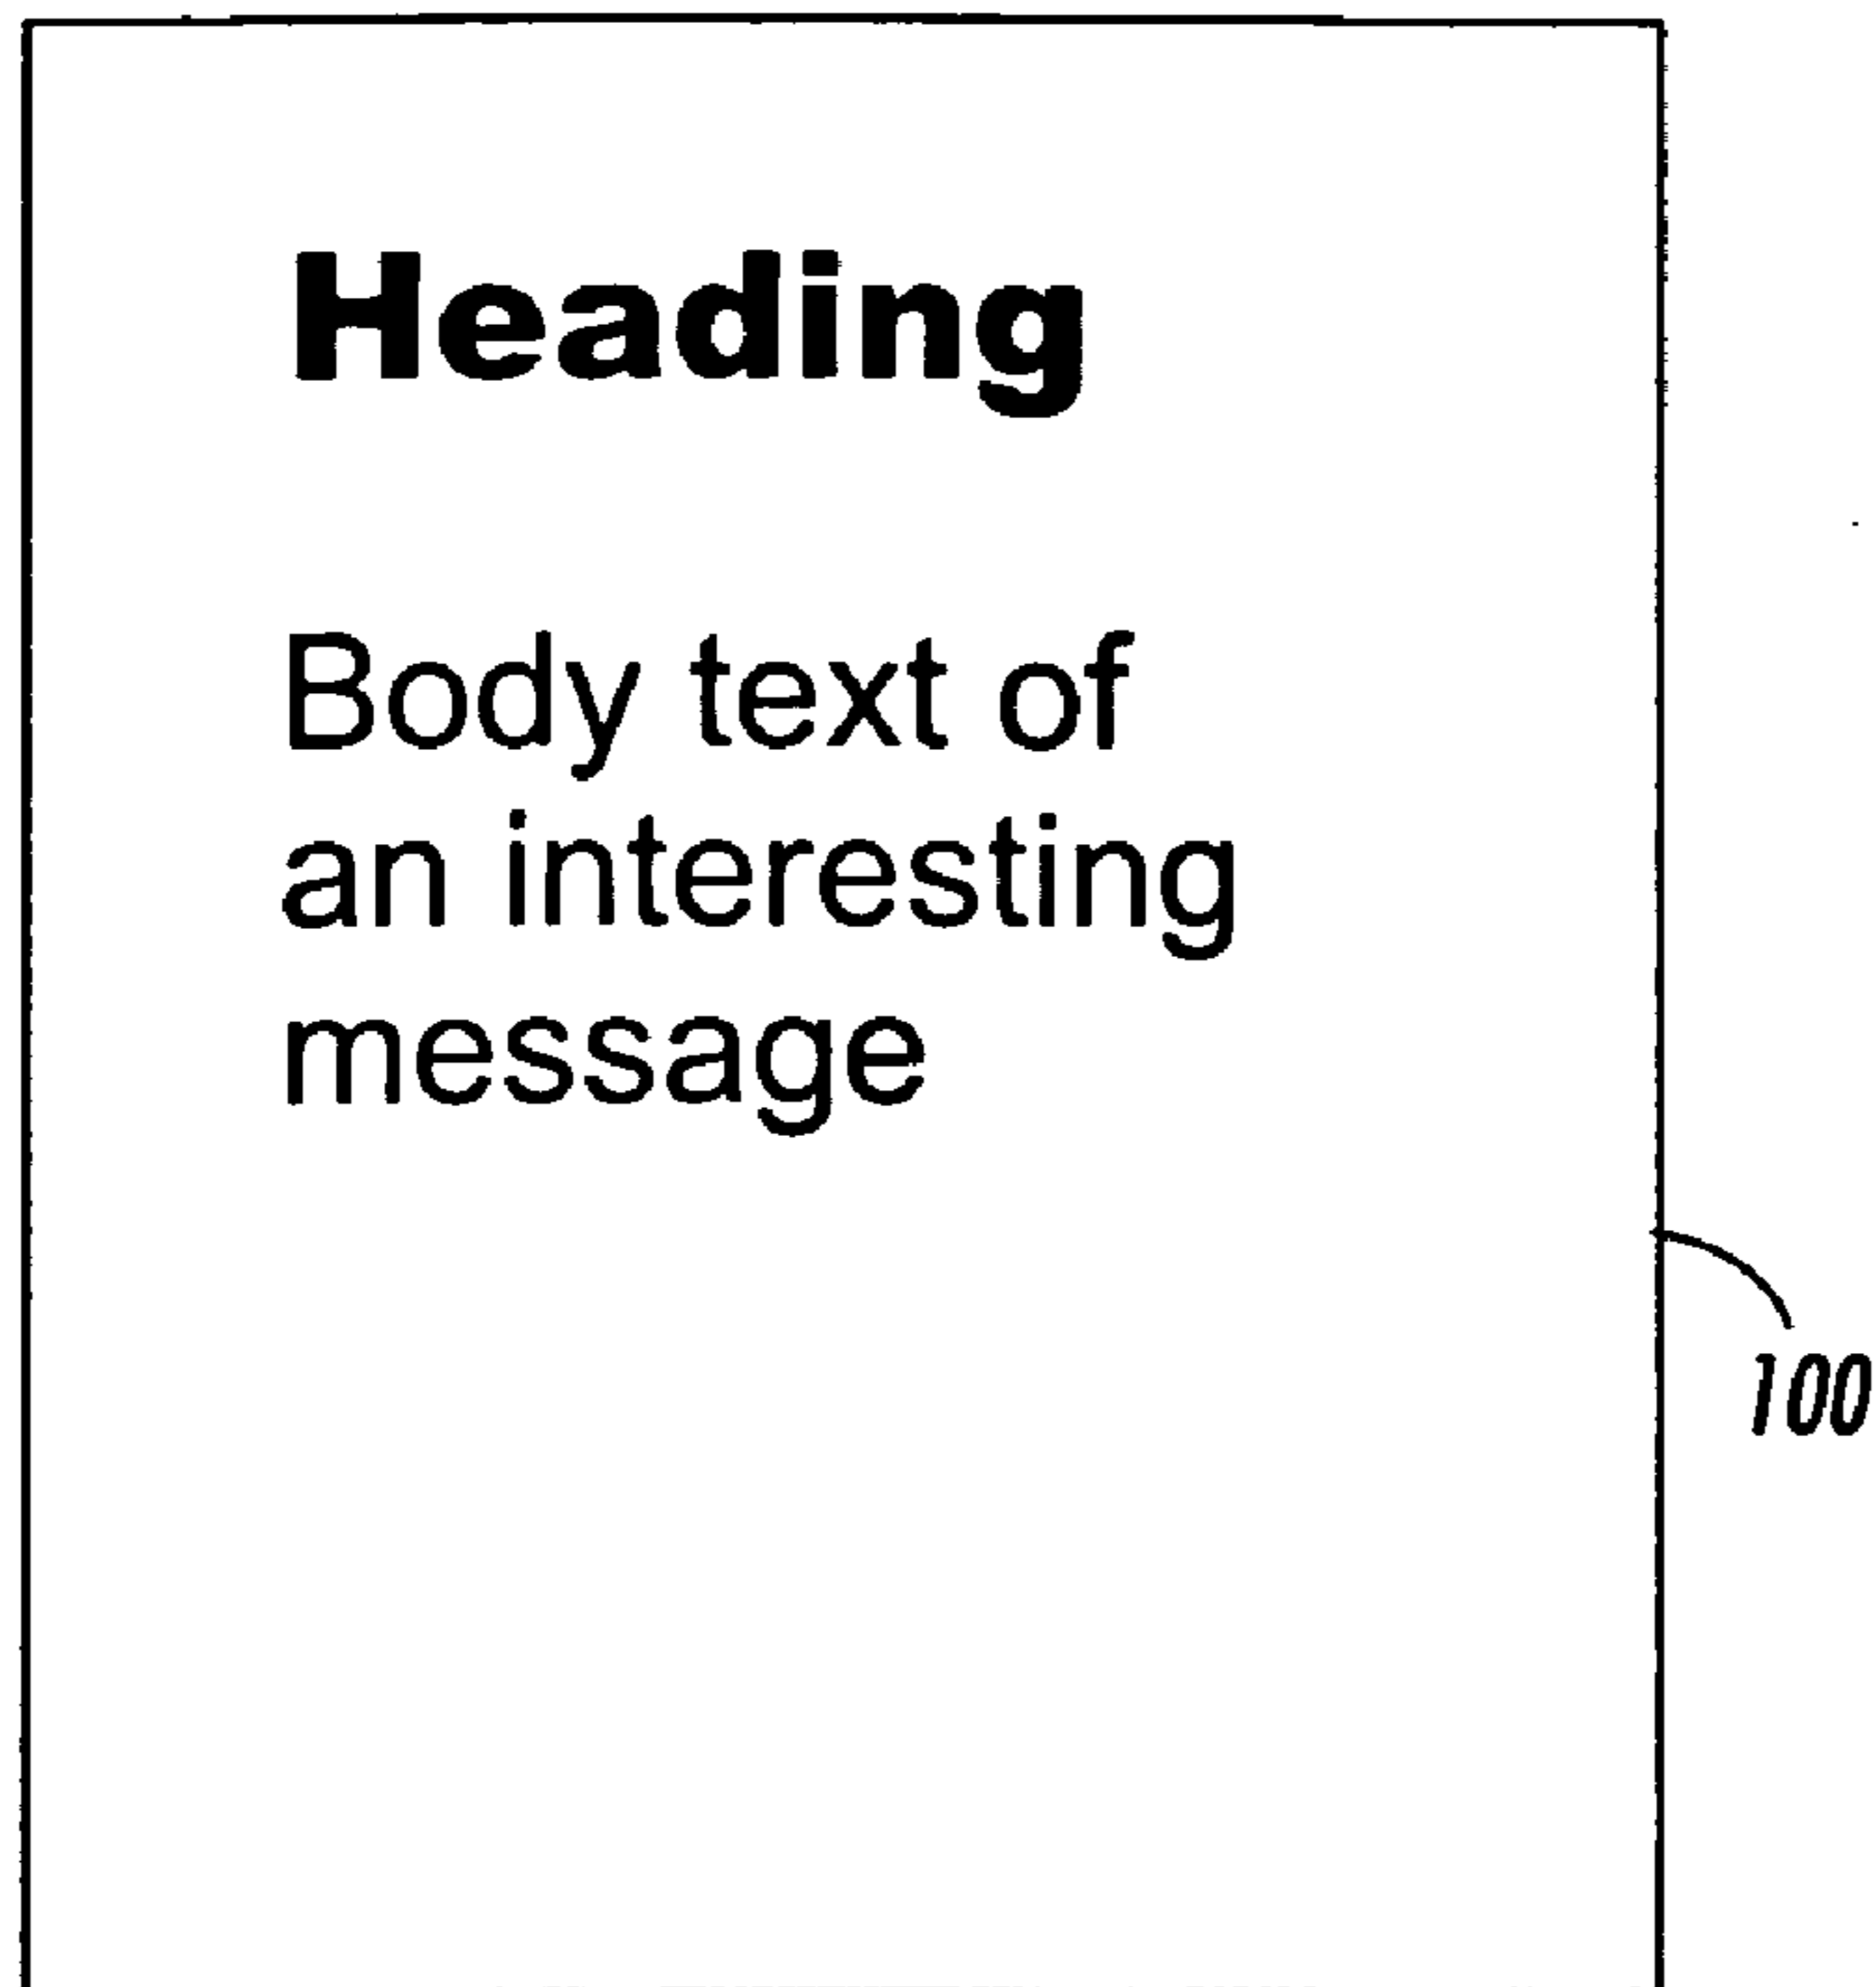 Heading
Body text of
an interesting
message
100